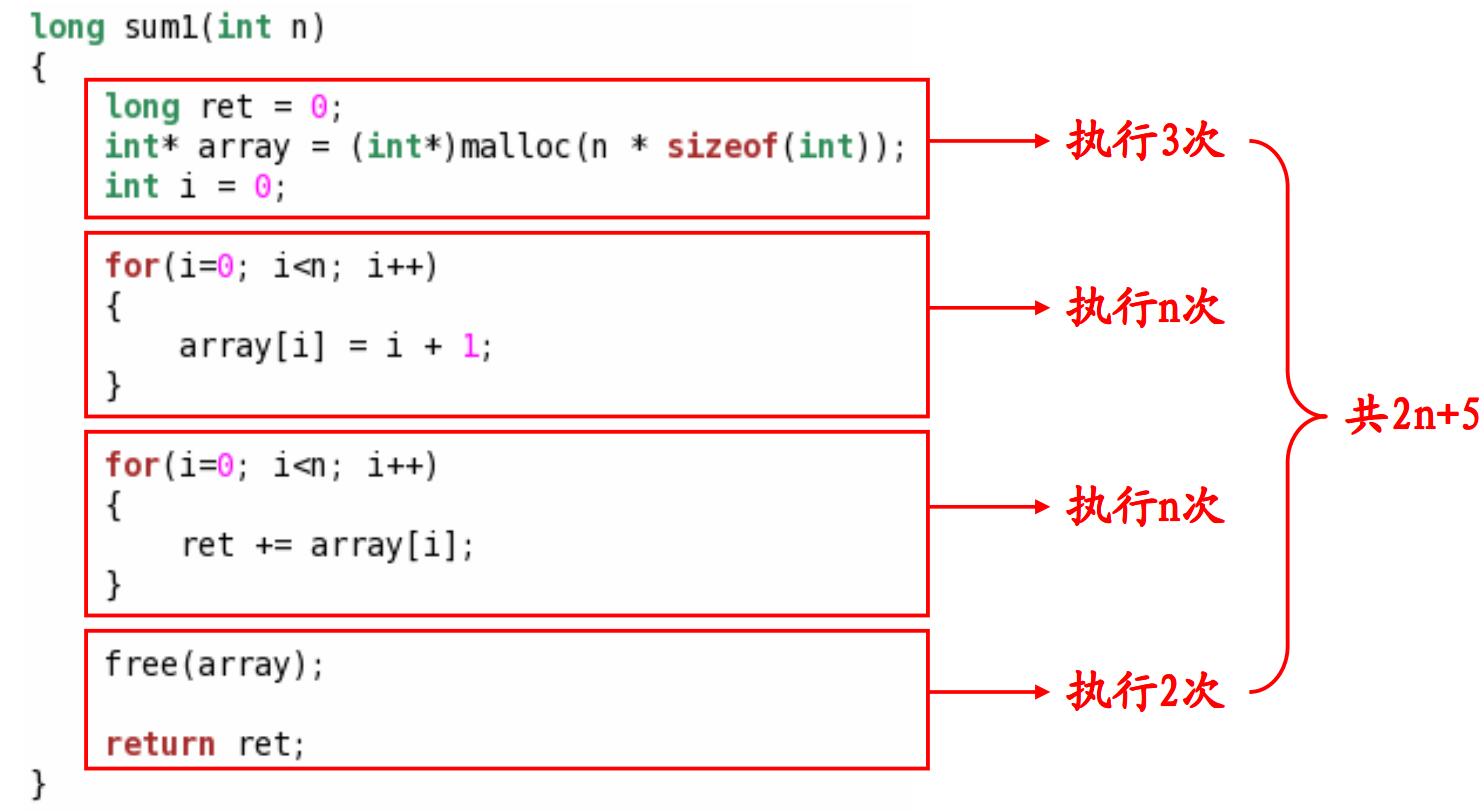 long sum1(int n)
{
long ret = 0;
int* array = (int*)malloc(n * sizeof(int));
int i = 0;
执行3次
for(i=0; i<n; i++)
{
array[i] = i + 1;
}
执行n次
for(i=0; i<n; i++)
{
ret += array[i];
}
执行n次
free(array);
return ret;
执行2次
}
共2n+5